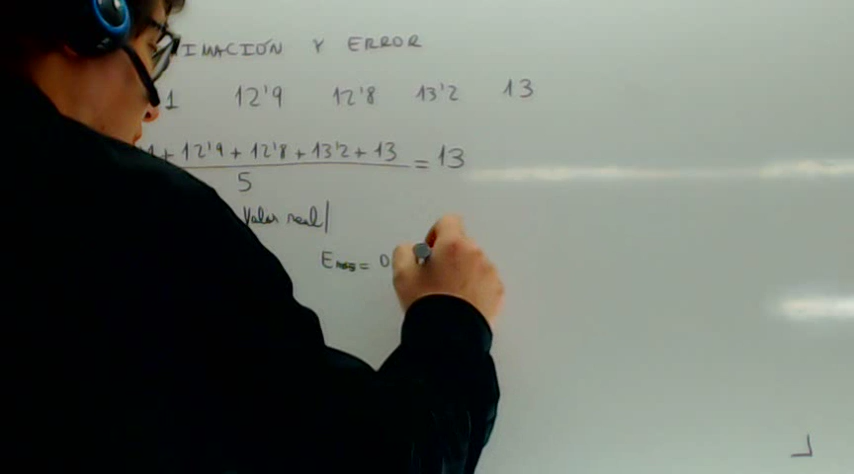 IMACIÓN Y ERROR
1 12'9 12'8 13'2 13
1 + 12'9 + 12'8 + 13'2 + 13 = 13
5
Valor real|
= 0